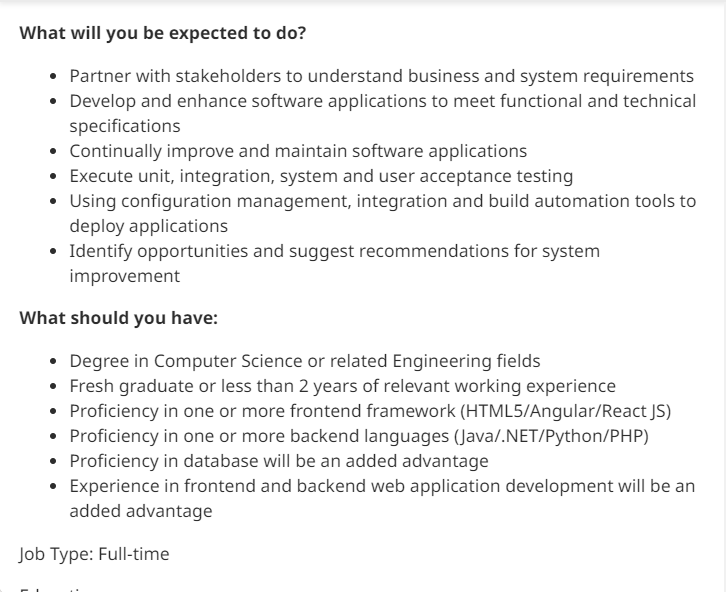 What will you be expected to do?
• Partner with stakeholders to understand business and system requirements
• Develop and enhance software applications to meet functional and technical
specifications
• Continually improve and maintain software applications
• Execute unit, integration, system and user acceptance testing
• Using configuration management, integration and build automation tools to
deploy applications
• Identify opportunities and suggest recommendations for system
improvement
What should you have:
• Degree in Computer Science or related Engineering fields
• Fresh graduate or less than 2 years of relevant working experience
• Proficiency in one or more frontend framework (HTML5/Angular/React JS)
• Proficiency in one or more backend languages (Java/.NET/Python/PHP)
• Proficiency in database will be an added advantage
• Experience in frontend and backend web application development will be an
added advantage
Job Type: Full-time